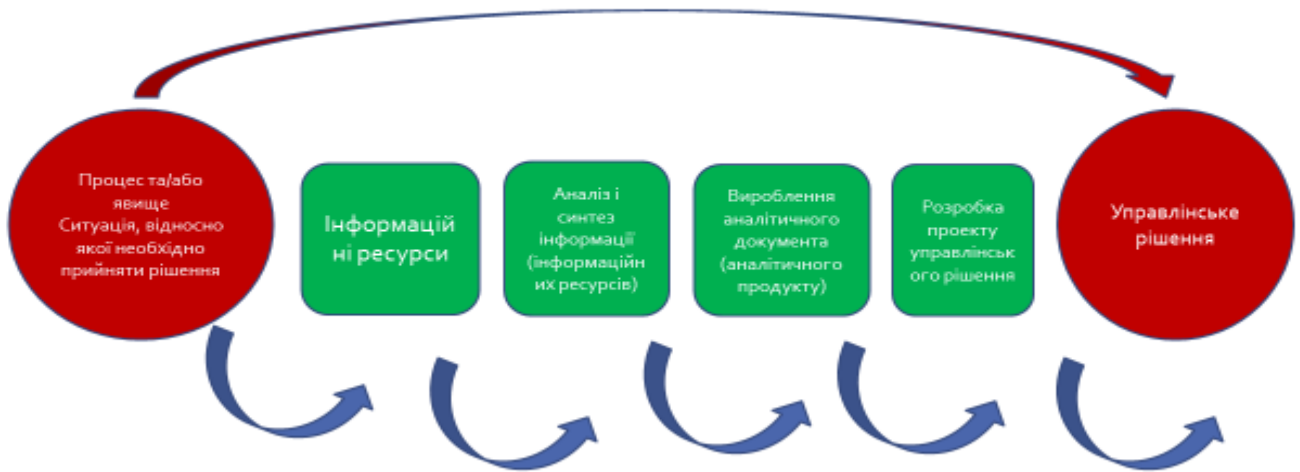 Процес та/або
явище
Ситуація, відносно
якої необхідно
прийняти рішення
Інформацій
ні ресурси
Аналіз і
синтез
інформації
(інформаційн
их ресурсів)
Вироблення
аналітичного
документа
(аналітичного
продукту)
Розробка
проекту
управлінськ
ого рішення
Управлінське
рішення